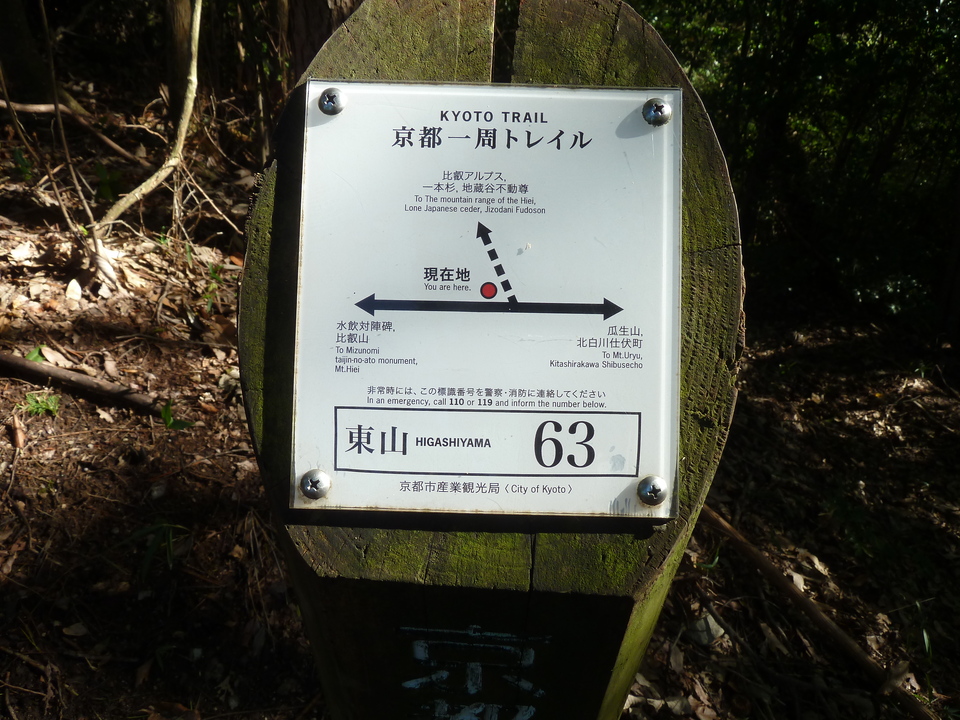 KYOTO TRAIL
京都一周トレイル
比叡アルプス,
一本杉, 地蔵谷不動尊
To The mountain range of the Hiei,
Lone Japanese ceder, Jizodani Fudoson
現在地
You are here.
水飲対陣碑,
比叡山
To Mizunomi
taijin-no-ato monument,
Mt.Hiei
瓜生山,
北白川仕伏町
To Mt.Uryu,
Kitashirakawa Shibusecho
非常時には、この標識番号を警察・消防に連絡してください
In an emergency, call 110 or 119 and inform the number below.
東山 HIGASHIYAMA 63
京都市産業観光局〈City of Kyoto〉